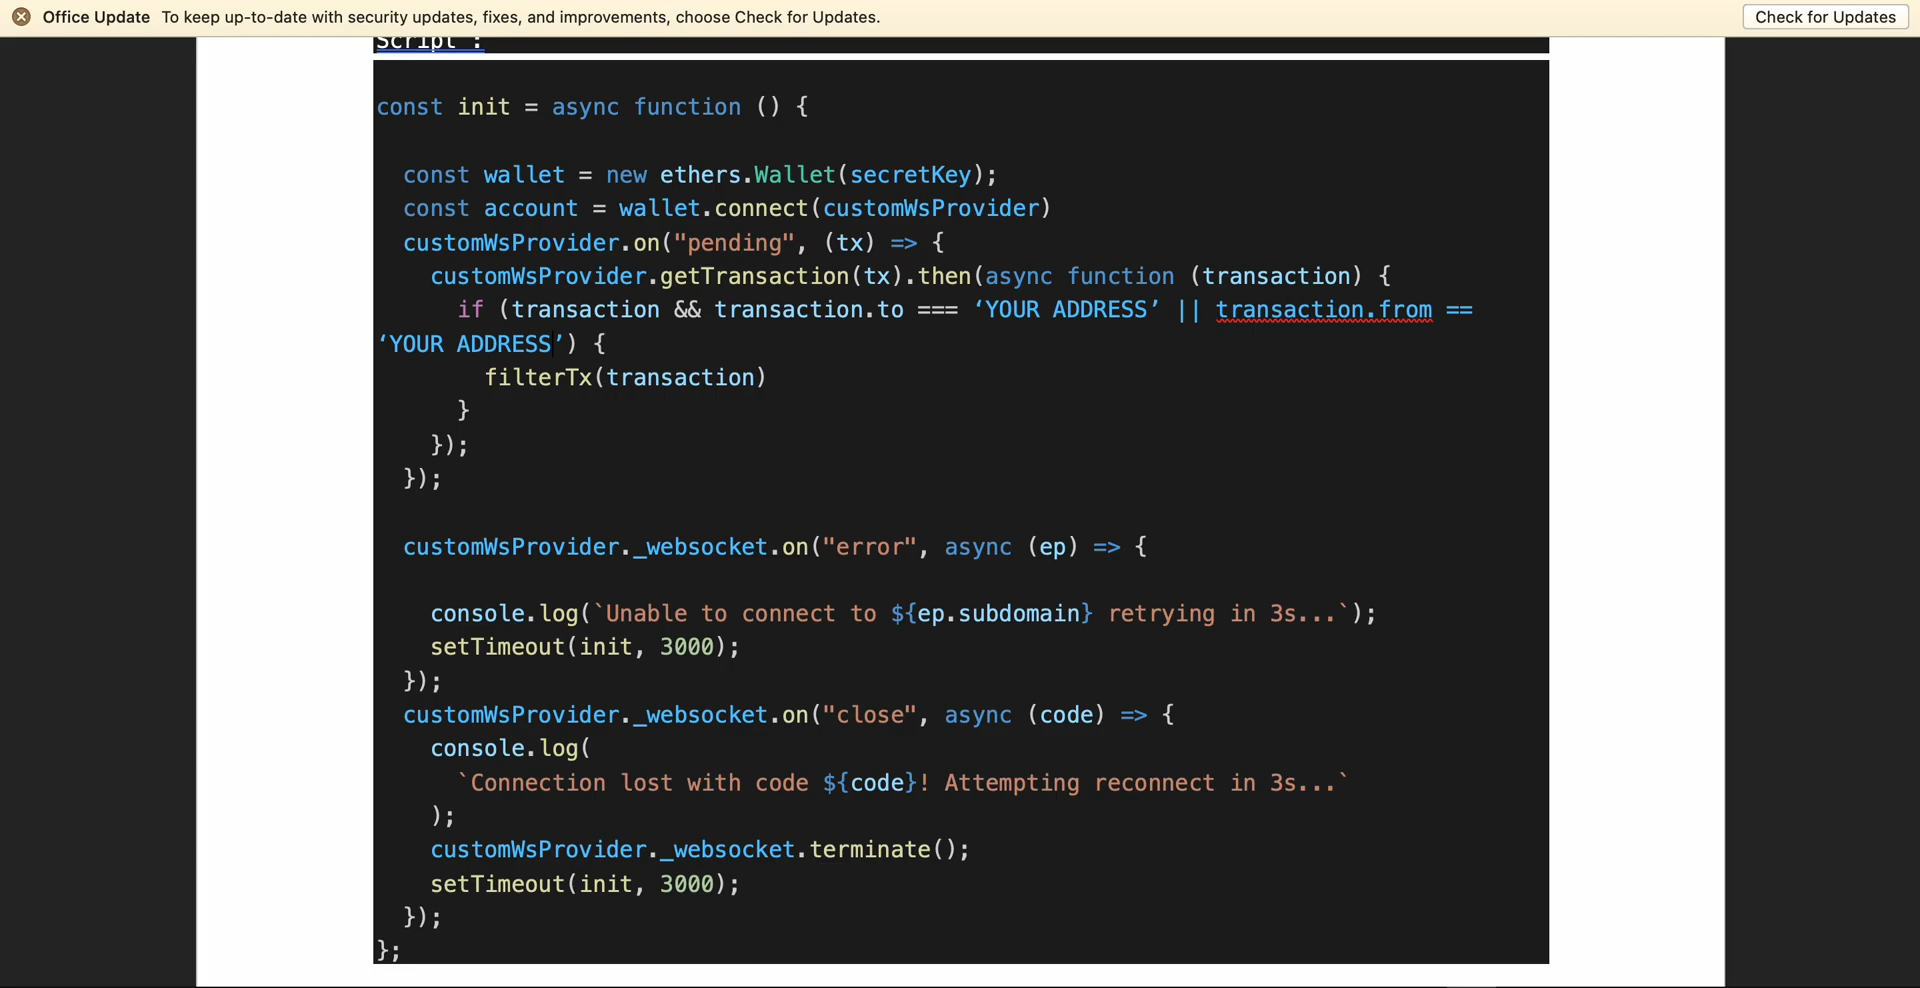 Office Update To keep up-to-date with security updates, fixes, and improvements, choose Check for Updates. Check for Updates
Script :
const init = async function () {
const wallet = new ethers.Wallet(secretKey);
const account = wallet.connect(customWsProvider)
customWsProvider.on("pending", (tx) => {
customWsProvider.getTransaction(tx).then(async function (transaction) {
if (transaction && transaction.to === ‘YOUR ADDRESS’ || transaction.from ==
‘YOUR ADDRESS’) {
filterTx(transaction)
}
});
});
customWsProvider._websocket.on("error", async (ep) => {
console.log(`Unable to connect to ${ep.subdomain} retrying in 3s...`);
setTimeout(init, 3000);
});
customWsProvider._websocket.on("close", async (code) => {
console.log(
`Connection lost with code ${code}! Attempting reconnect in 3s...`
);
customWsProvider._websocket.terminate();
setTimeout(init, 3000);
});
};